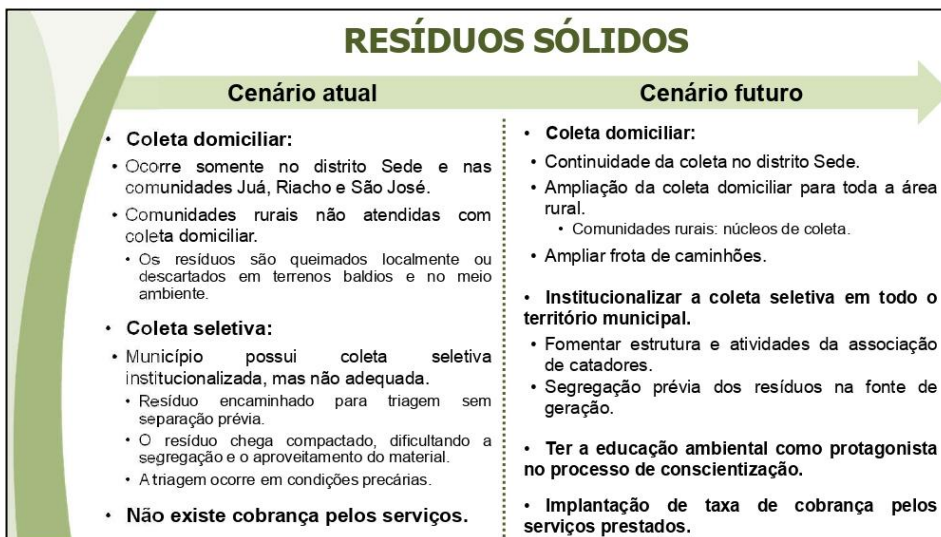 RESÍDUOS SÓLIDOS
Cenário atual
• Coleta domiciliar:
• Ocorre somente no distrito Sede e nas
comunidades Juá, Riacho e São José.
• Comunidades rurais não atendidas com
coleta domiciliar.
• Os resíduos são queimados localmente ou
descartados em terrenos baldios e no meio
ambiente.
• Coleta seletiva:
• Município possui coleta seletiva
institucionalizada, mas não adequada.
• Resíduo encaminhado para triagem sem
separação prévia.
• O resíduo chega compactado, dificultando a
segregação e o aproveitamento do material.
• A triagem ocorre em condições precárias.
• Não existe cobrança pelos serviços.
Cenário futuro
• Coleta domiciliar:
• Continuidade da coleta no distrito Sede.
• Ampliação da coleta domiciliar para toda a área
rural.
• Comunidades rurais: núcleos de coleta.
• Ampliar frota de caminhões.
• Institucionalizar a coleta seletiva em todo o
território municipal.
• Fomentar estrutura e atividades da associação
de catadores.
• Segregação prévia dos resíduos na fonte de
geração.
• Ter a educação ambiental como protagonista
no processo de conscientização.
• Implantação de taxa de cobrança pelos
serviços prestados.